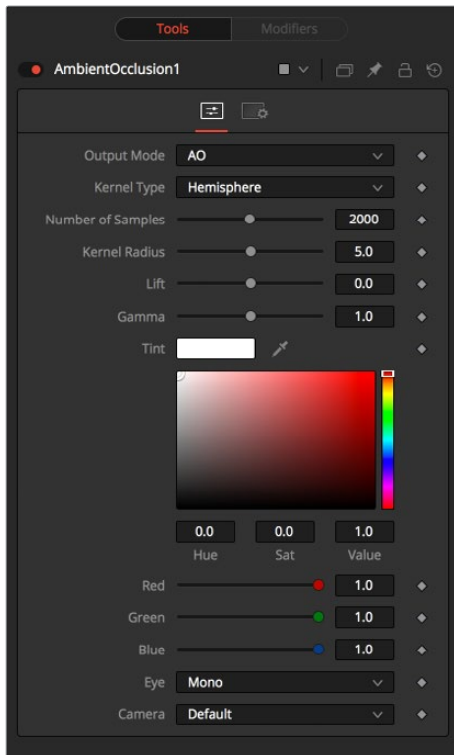 Tools Modifiers
AmbientOcclusion1
Output Mode AO
Kernel Type Hemisphere
Number of Samples 2000
Kernel Radius 5.0
Lift 0.0
Gamma 1.0
Tint
0.0 0.0 1.0
Hue Sat Value
Red 1.0
Green 1.0
Blue 1.0
Eye Mono
Camera Default